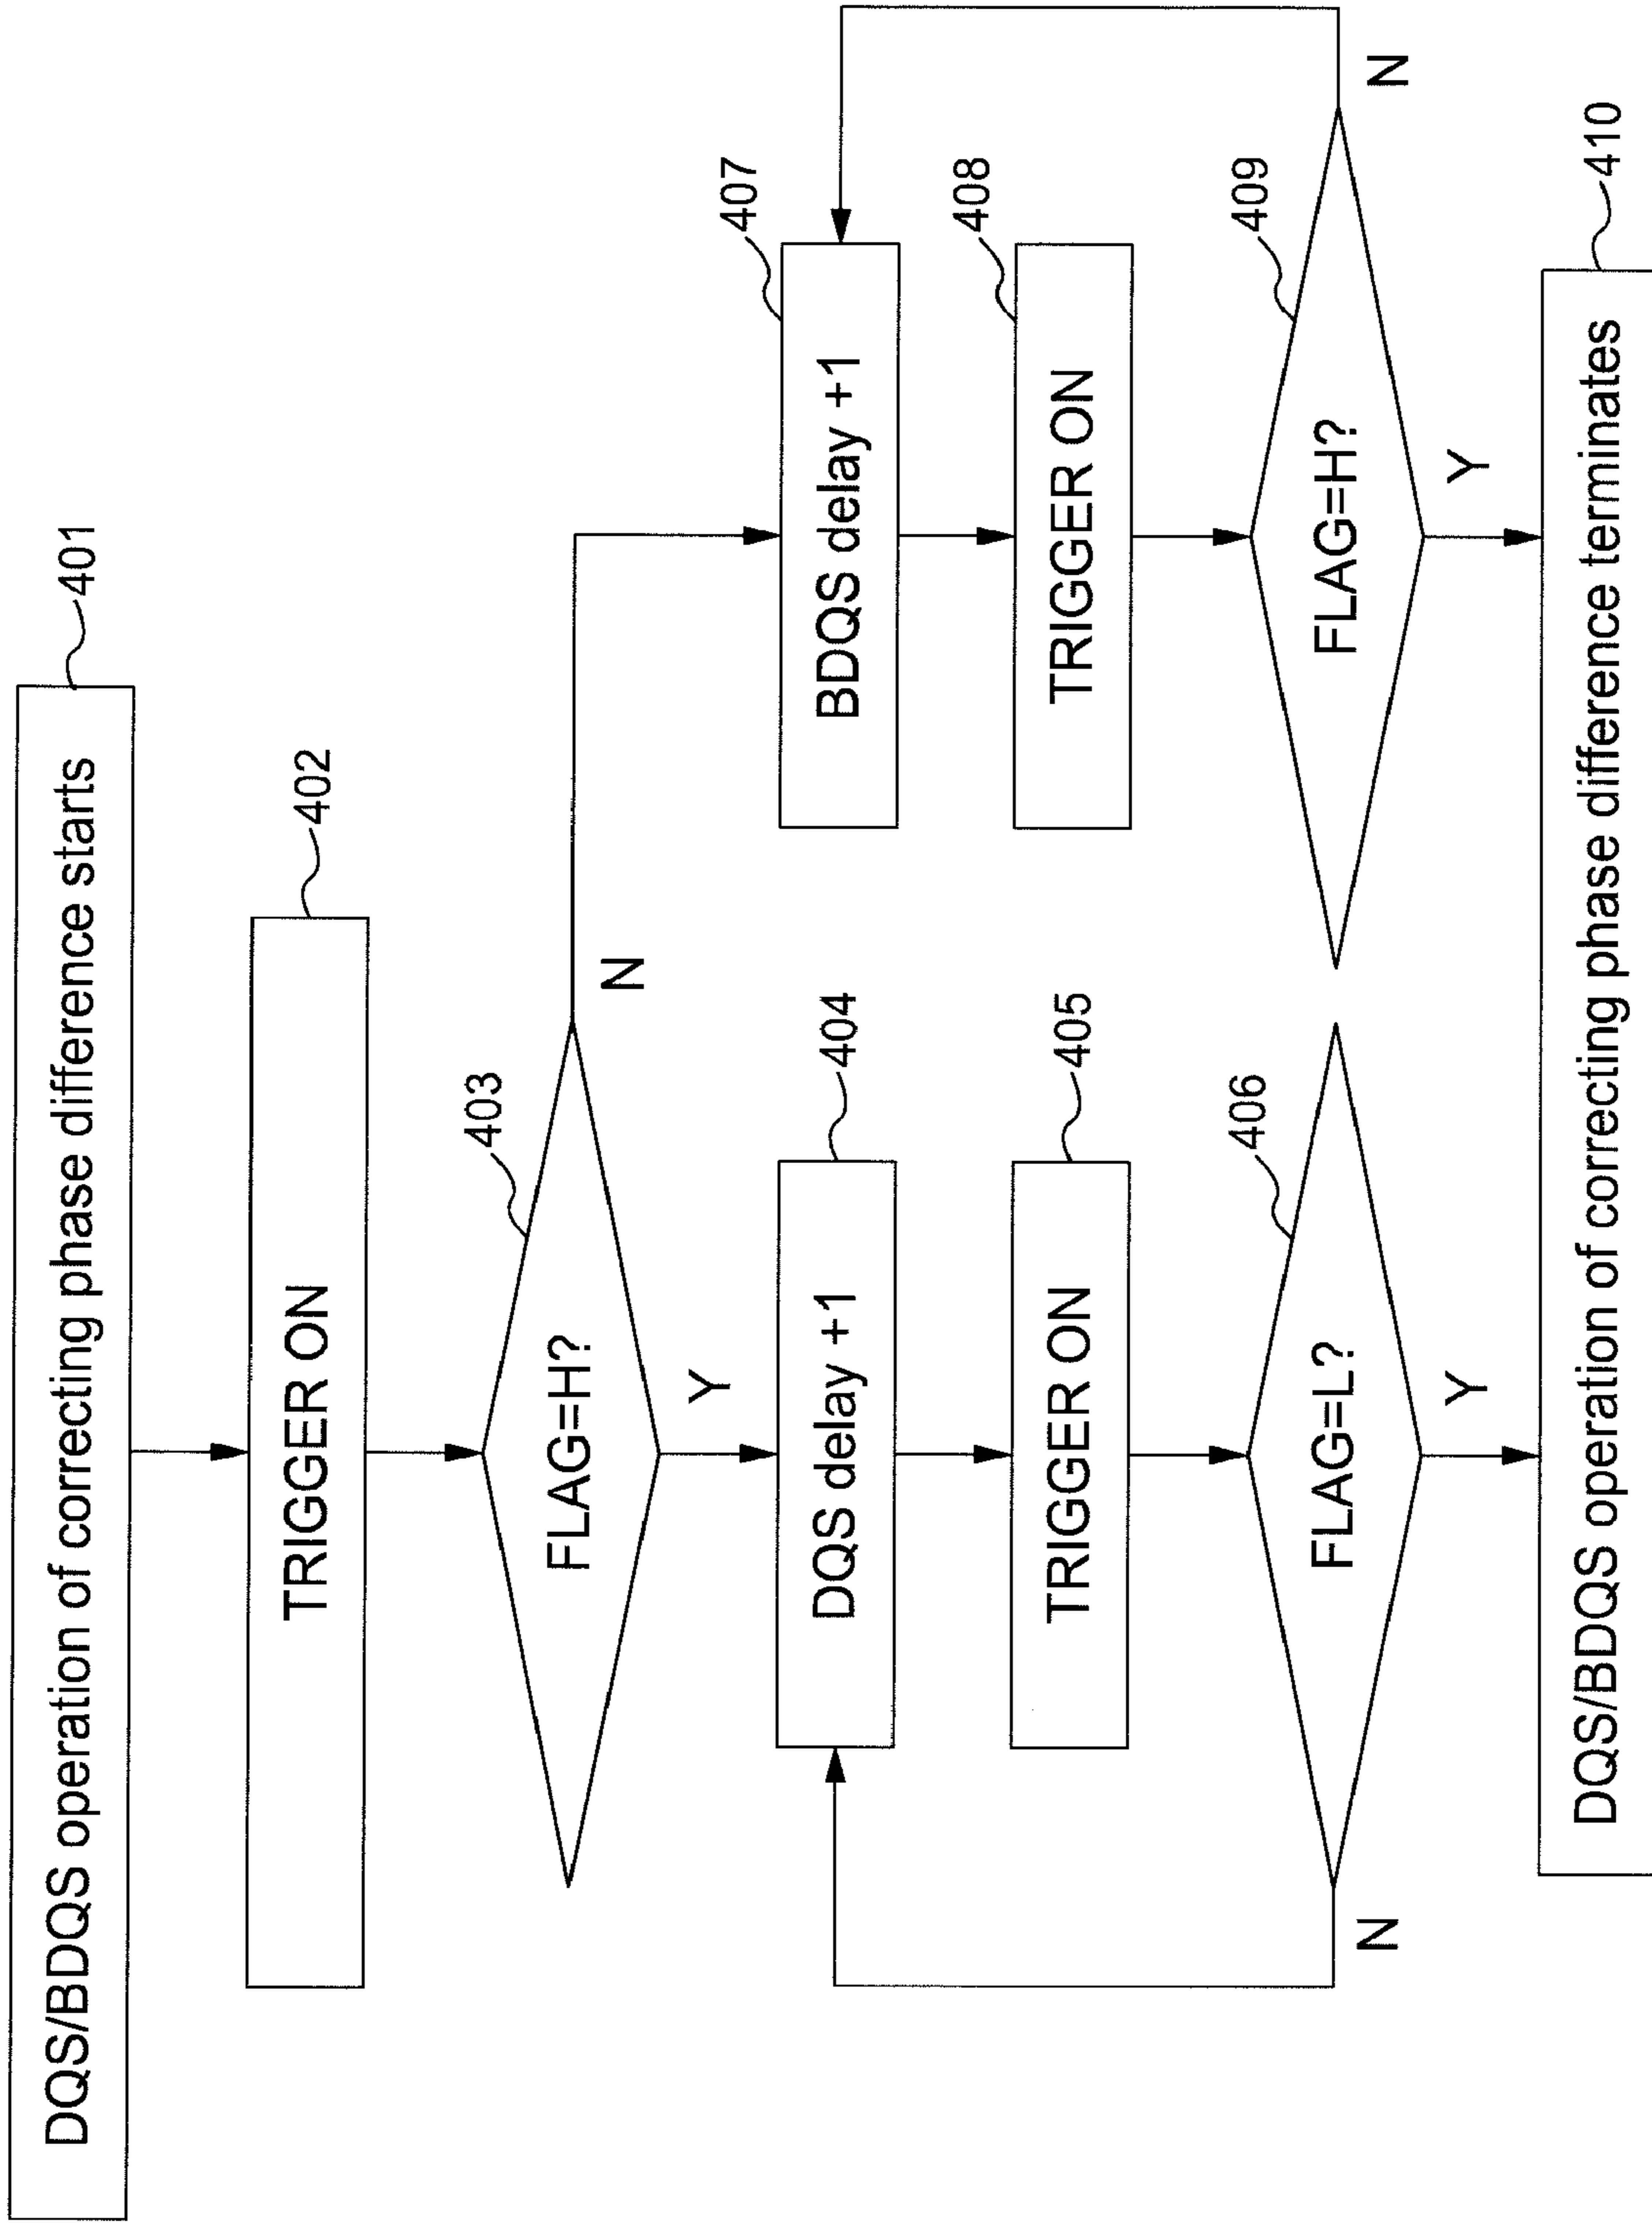 DQS/BDQS operation of correcting phase difference starts
401
TRIGGER ON
402
FLAG=H?
403
Y
N
DQS delay +1
404
TRIGGER ON
405
FLAG=L?
406
N
Y
BDQS delay +1
407
TRIGGER ON
408
FLAG=H?
409
N
Y
DQS/BDQS operation of correcting phase difference terminates
410